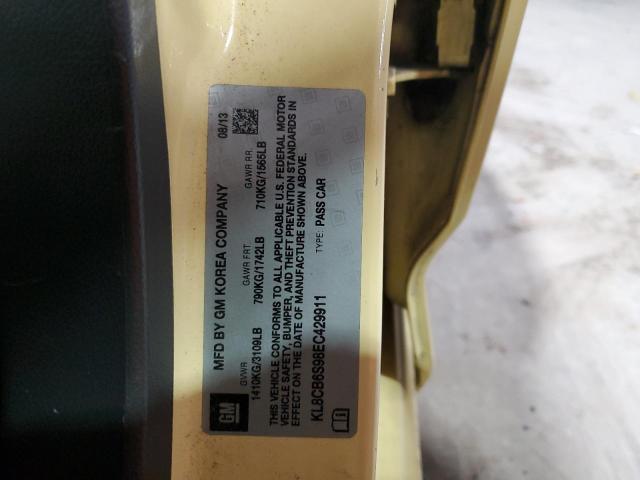 MFD BY GM KOREA COMPANY 08/13
GVWR GAWR FRT GAWR RR
1410KG/3109LB 790KG/1742LB 710KG/1565LB
THIS VEHICLE CONFORMS TO ALL APPLICABLE U.S. FEDERAL MOTOR
VEHICLE SAFETY, BUMPER, AND THEFT PREVENTION STANDARDS IN
EFFECT ON THE DATE OF MANUFACTURE SHOWN ABOVE.
TYPE: PASS CAR
KL8CB6S98EC429911
GM